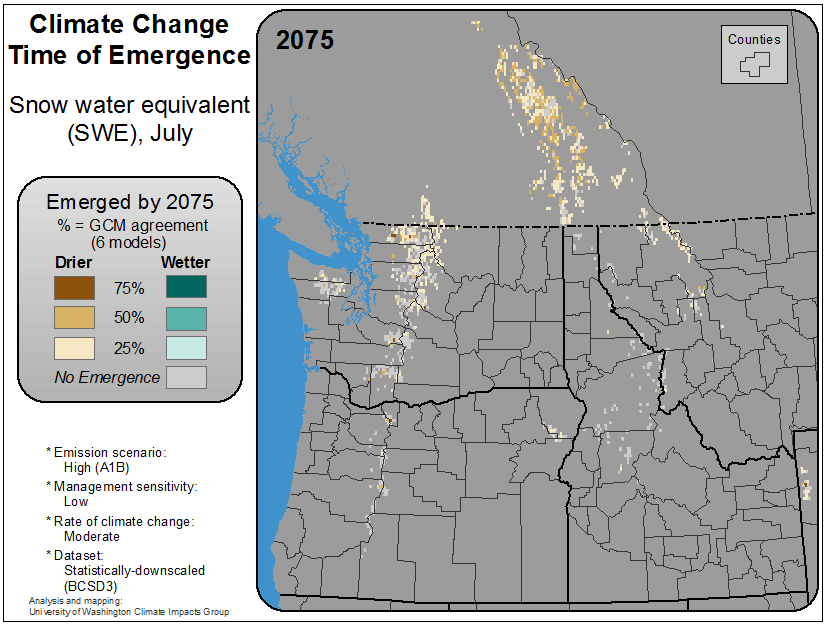 Climate Change
Time of Emergence
Snow water equivalent
(SWE), July
Emerged by 2075
% = GCM agreement
(6 models)
Drier Wetter
75%
50%
25%
No Emergence
* Emission scenario:
High (A1B)
* Management sensitivity:
Low
* Rate of climate change:
Moderate
* Dataset:
Statistically-downscaled
(BCSD3)
Analysis and mapping:
University of Washington Climate Impacts Group
2075
Counties